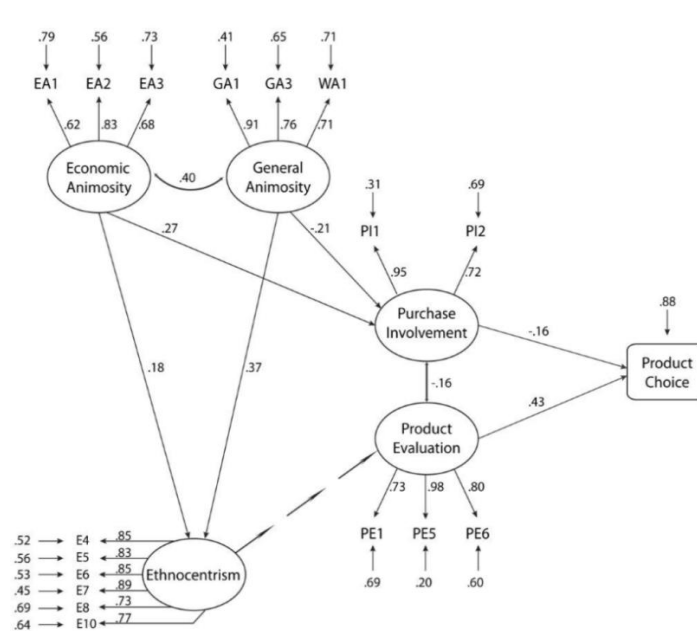 .79 .56 .73 .41 .65 .71
EA1 EA2 EA3 GA1 GA3 WA1
.62 .83 .68 .91 .76 .71
Economic
Animosity
.40
General
Animosity
.31 .69
PI1 PI2
.27 -.21
.95 .72
Purchase
Involvement
.88
-.16
Product
Choice
.18 .37
-.16
.43
Product
Evaluation
.73 .98 .80
PE1 PE5 PE6
.69 .20 .60
.52 E4 .85
.56 E5 .83
.53 E6 .85
.45 E7 .89
.69 E8 .73
.64 E10 .77
Ethnocentrism